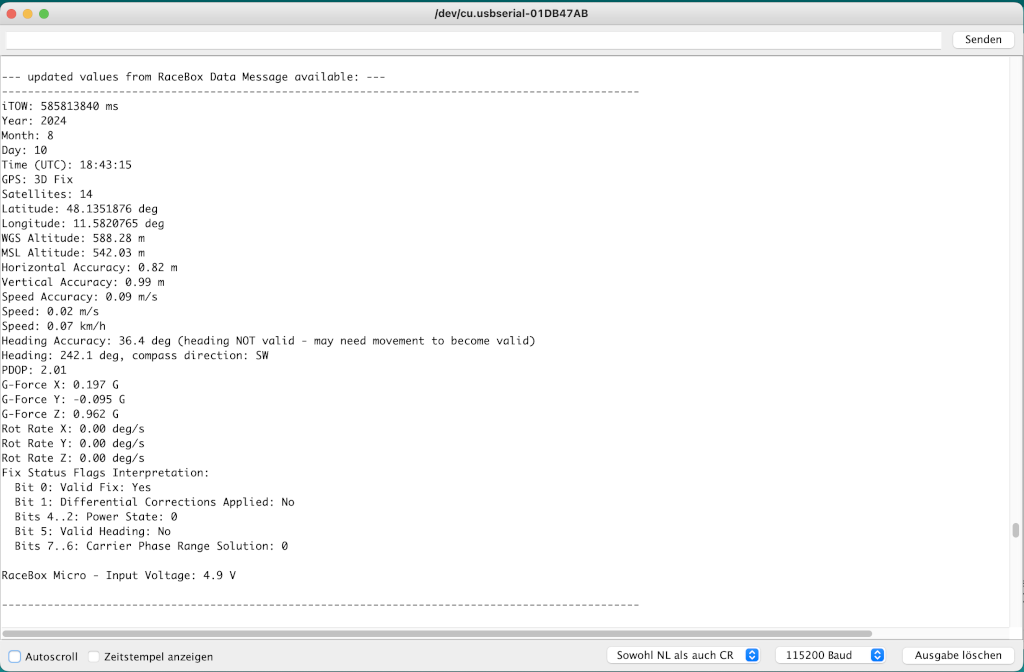 /dev/cu.usbserial-01DB47AB
Senden
--- updated values from RaceBox Data Message available: ---
--------------------------------------------------------------------------------------------------
iTOW: 585813840 ms
Year: 2024
Month: 8
Day: 10
Time (UTC): 18:43:15
GPS: 3D Fix
Satellites: 14
Latitude: 48.1351876 deg
Longitude: 11.5820765 deg
WGS Altitude: 588.28 m
MSL Altitude: 542.03 m
Horizontal Accuracy: 0.82 m
Vertical Accuracy: 0.99 m
Speed Accuracy: 0.09 m/s
Speed: 0.02 m/s
Speed: 0.07 km/h
Heading Accuracy: 36.4 deg (heading NOT valid - may need movement to become valid)
Heading: 242.1 deg, compass direction: SW
PDOP: 2.01
G-Force X: 0.197 G
G-Force Y: -0.095 G
G-Force Z: 0.962 G
Rot Rate X: 0.00 deg/s
Rot Rate Y: 0.00 deg/s
Rot Rate Z: 0.00 deg/s
Fix Status Flags Interpretation:
  Bit 0: Valid Fix: Yes
  Bit 1: Differential Corrections Applied: No
  Bits 4..2: Power State: 0
  Bit 5: Valid Heading: No
  Bits 7..6: Carrier Phase Range Solution: 0
RaceBox Micro - Input Voltage: 4.9 V
--------------------------------------------------------------------------------------------------
Autoscroll Zeitstempel anzeigen Sowohl NL als auch CR 115200 Baud Ausgabe löschen